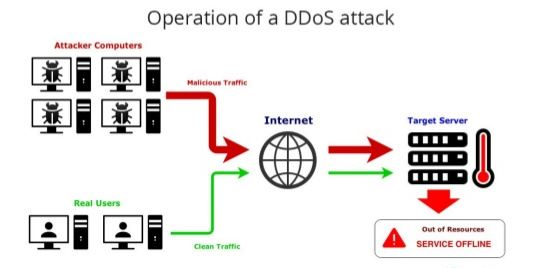 Operation of a DDoS attack
Attacker Computers
Malicious Traffic
Internet
Target Server
Real Users
Clean Traffic
Out of Resources
SERVICE OFFLINE